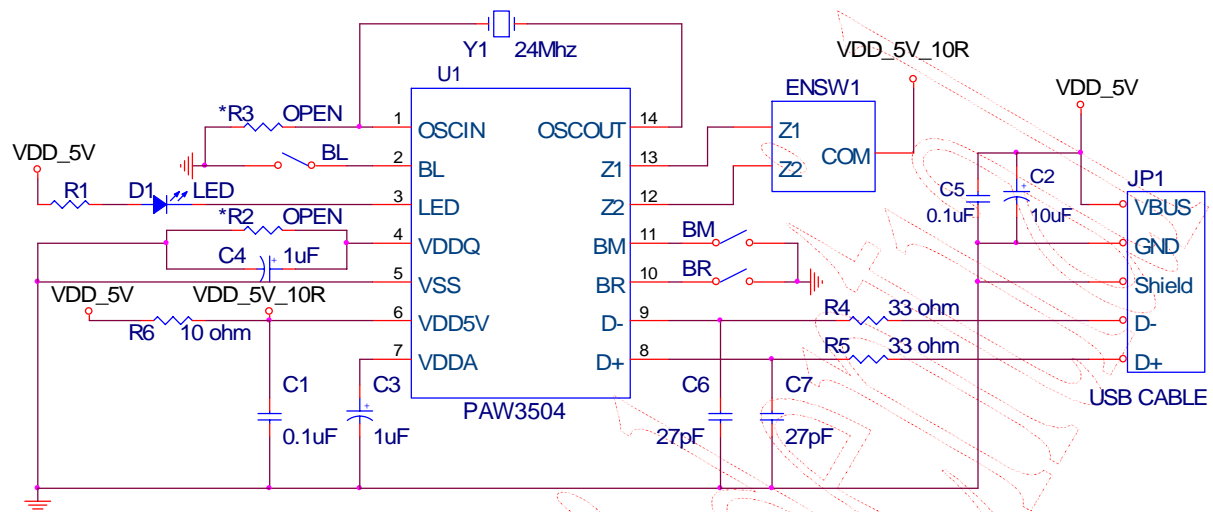 Y1 24Mhz
VDD_5V_10R
U1
ENSW1
VDD_5V
*R3 OPEN
1 OSCIN OSCOUT 14
BL
2 BL Z1 13 Z1
COM
VDD_5V
R1 D1 LED
3 LED Z2 12 Z2
*R2 OPEN
4 VDDQ BM 11 BM
C4 1uF
5 VSS BR 10 BR
VDD_5V VDD_5V_10R
R6 10 ohm
6 VDD5V D- 9 R4 33 ohm
7 VDDA D+ 8 R5 33 ohm
C5 0.1uF
C2 10uF
JP1
VBUS
GND
Shield
D-
D+
USB CABLE
C1 0.1uF
C3 1uF
PAW3504
C6 27pF
C7 27pF